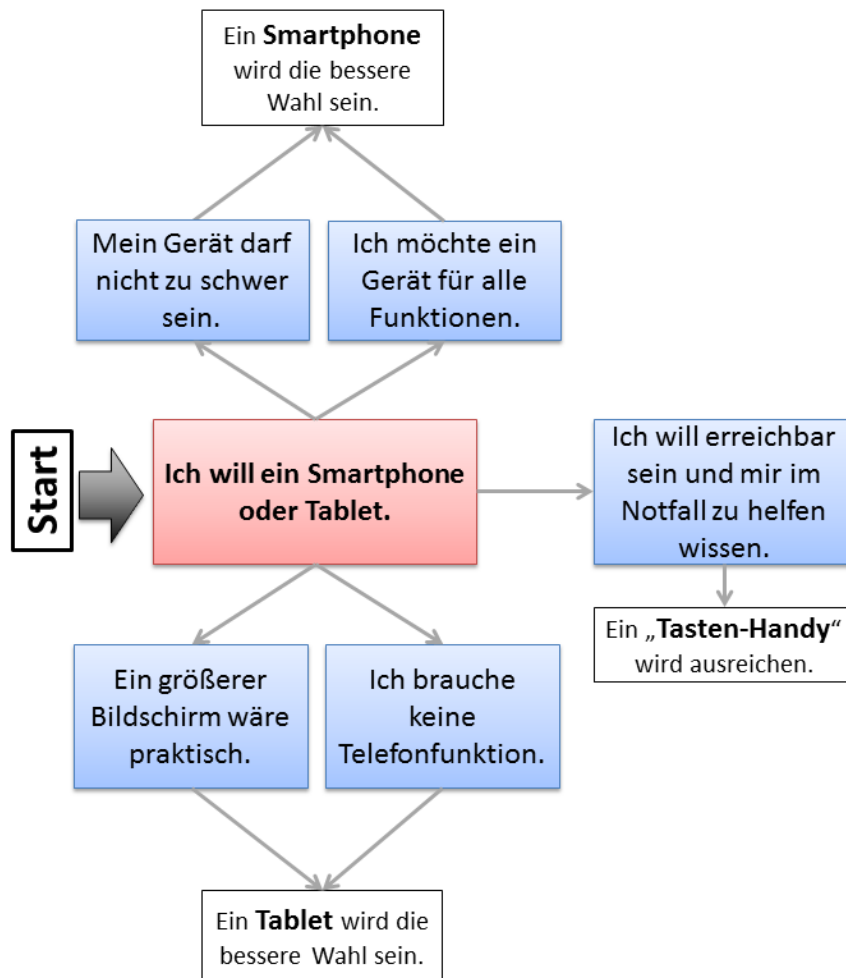 Ein Smartphone
wird die bessere
Wahl sein.
Mein Gerät darf
nicht zu schwer
sein.
Ich möchte ein
Gerät für alle
Funktionen.
Start
Ich will ein Smartphone
oder Tablet.
Ich will erreichbar
sein und mir im
Notfall zu helfen
wissen.
Ein „Tasten-Handy“
wird ausreichen.
Ein größerer
Bildschirm wäre
praktisch.
Ich brauche
keine
Telefonfunktion.
Ein Tablet wird die
bessere Wahl sein.